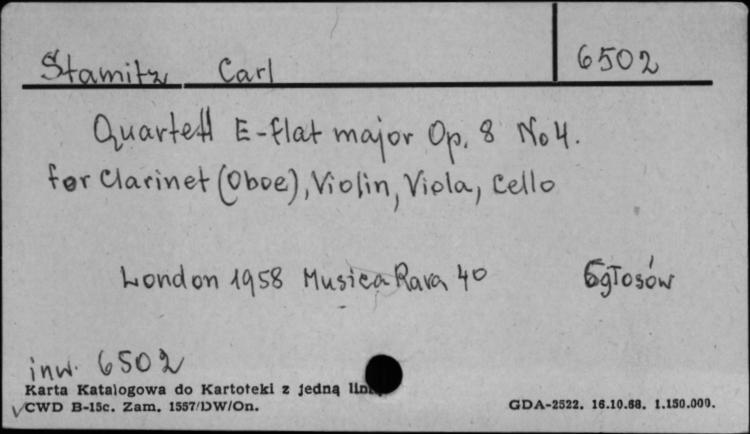 Stamitz Carl 6502
Quartett E-flat major Op. 8 No 4.
for Clarinet (Oboe), Violin, Viola, Cello
London 1958 Musica Rara 40 głosów
inw. 6502
Karta Katalogowa do Kartoteki z jedną
CWD B-15c. Zam. 1557/DW/On. GDA-2522. 16.10.68. 1.150.000.